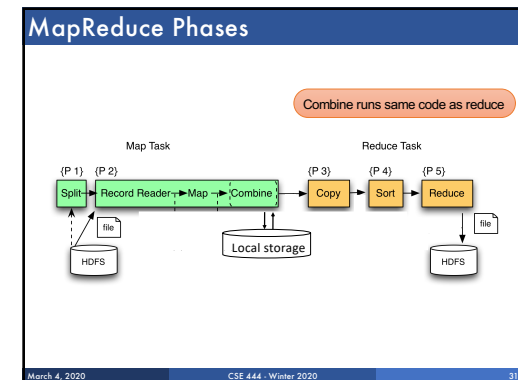 MapReduce Phases
Combine runs same code as reduce
Map Task
Reduce Task
{P 1} {P 2} {P 3} {P 4} {P 5}
Split Record Reader Map Combine Copy Sort Reduce
file
file
Local storage
HDFS
HDFS
March 4, 2020 CSE 444 - Winter 2020 31